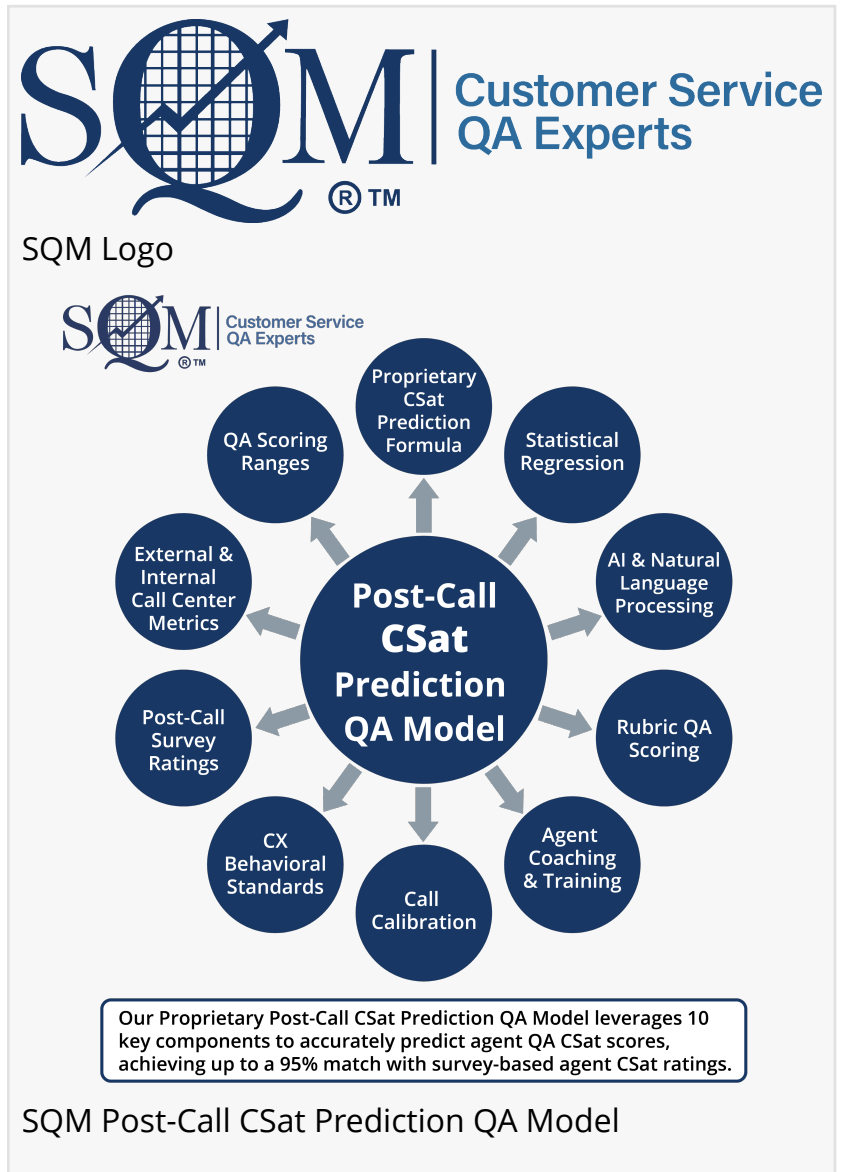 SQM
Customer Service
QA Experts
® TM
SQM Logo
SQM
Customer Service
QA Experts
® TM
Proprietary
CSat
Prediction
Formula
Statistical
Regression
AI & Natural
Language
Processing
Rubric QA
Scoring
Agent
Coaching
& Training
Call
Calibration
CX
Behavioral
Standards
Post-Call
Survey
Ratings
External &
Internal
Call Center
Metrics
QA Scoring
Ranges
Post-Call
CSat
Prediction
QA Model
Our Proprietary Post-Call CSat Prediction QA Model leverages 10
key components to accurately predict agent QA CSat scores,
achieving up to a 95% match with survey-based agent CSat ratings.
SQM Post-Call CSat Prediction QA Model